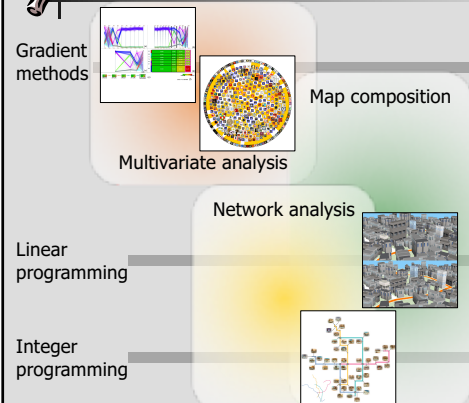 Gradient
methods
Map composition
Multivariate analysis
Network analysis
Linear
programming
Integer
programming